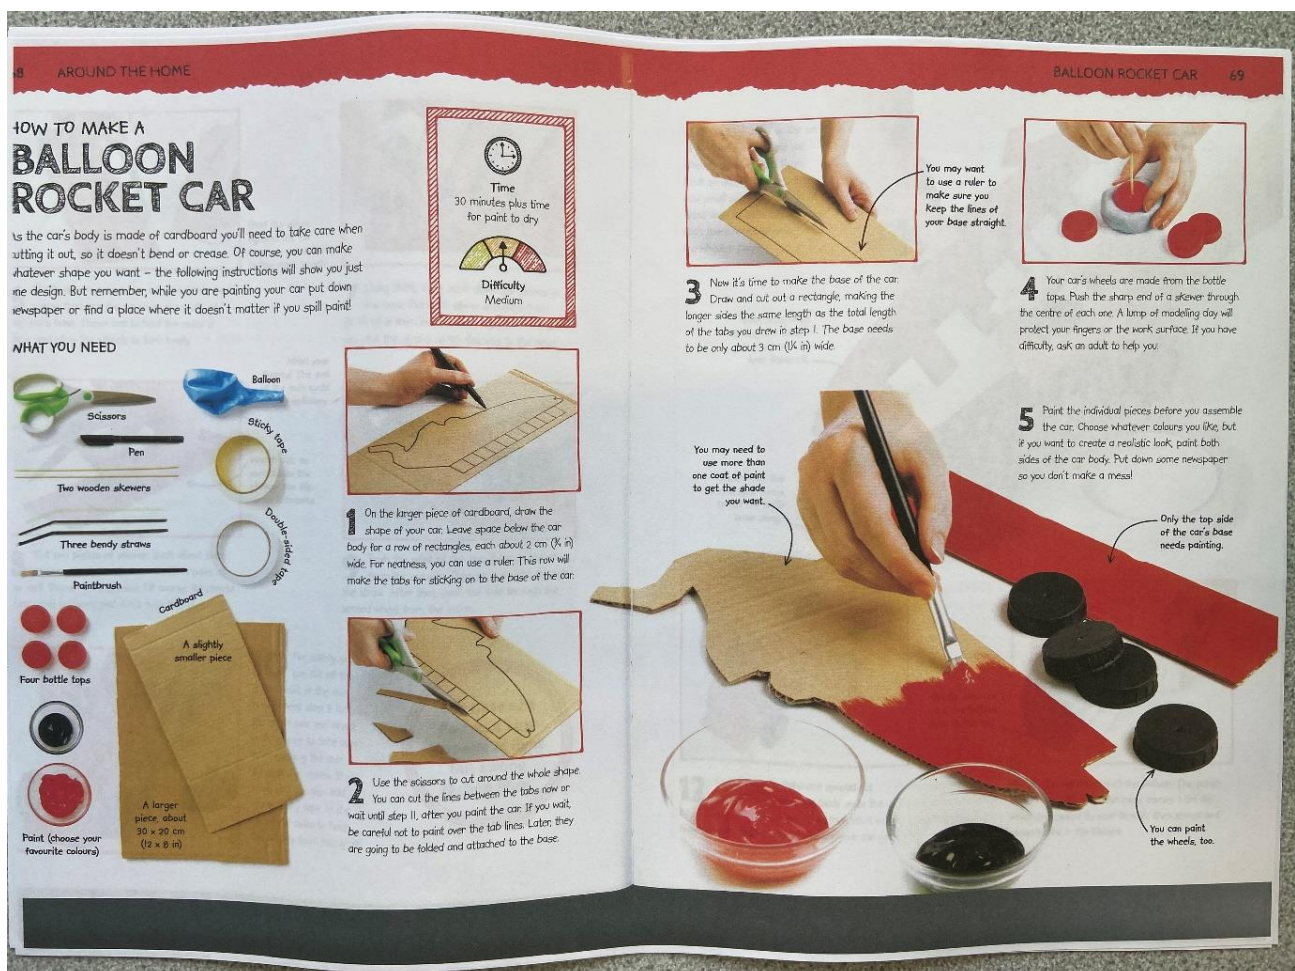 AROUND THE HOME
HOW TO MAKE A
BALLOON
ROCKET CAR
As the car's body is made of cardboard you'll need to take care when
cutting it out, so it doesn't bend or crease. Of course, you can make
whatever shape you want – the following instructions will show you just
one design. But remember, while you are painting your car put down
newspaper or find a place where it doesn't matter if you spill paint!
Time
30 minutes plus time
for paint to dry
Difficulty
Medium
WHAT YOU NEED
Scissors
Balloon
Pen
Sticky tape
Two wooden skewers
Three bendy straws
Double-sided tape
Paintbrush
Cardboard
A slightly
smaller piece
Four bottle tops
A larger
piece, about
30 x 20 cm
(12 x 8 in)
Paint (choose your
favourite colours)
1 On the larger piece of cardboard, draw the
shape of your car. Leave space below the car
body for a row of rectangles, each about 2 cm (¾ in)
wide. For neatness, you can use a ruler. This row will
make the tabs for sticking on to the base of the car.
2 Use the scissors to cut around the whole shape.
You can cut the lines between the tabs now or
wait until step 11, after you paint the car. If you wait,
be careful not to paint over the tab lines. Later, they
are going to be folded and attached to the base.
BALLOON ROCKET CAR 69
You may want
to use a ruler to
make sure you
keep the lines of
your base straight.
3 Now it's time to make the base of the car.
Draw and cut out a rectangle, making the
longer sides the same length as the total length
of the tabs you drew in step 1. The base needs
to be only about 3 cm (1¼ in) wide.
4 Your car's wheels are made from the bottle
tops. Push the sharp end of a skewer through
the centre of each one. A lump of modeling clay will
protect your fingers or the work surface. If you have
difficulty, ask an adult to help you.
5 Paint the individual pieces before you assemble
the car. Choose whatever colours you like, but
if you want to create a realistic look, paint both
sides of the car body. Put down some newspaper
so you don't make a mess!
You may need to
use more than
one coat of paint
to get the shade
you want.
Only the top side
of the car's base
needs painting.
You can paint
the wheels, too.